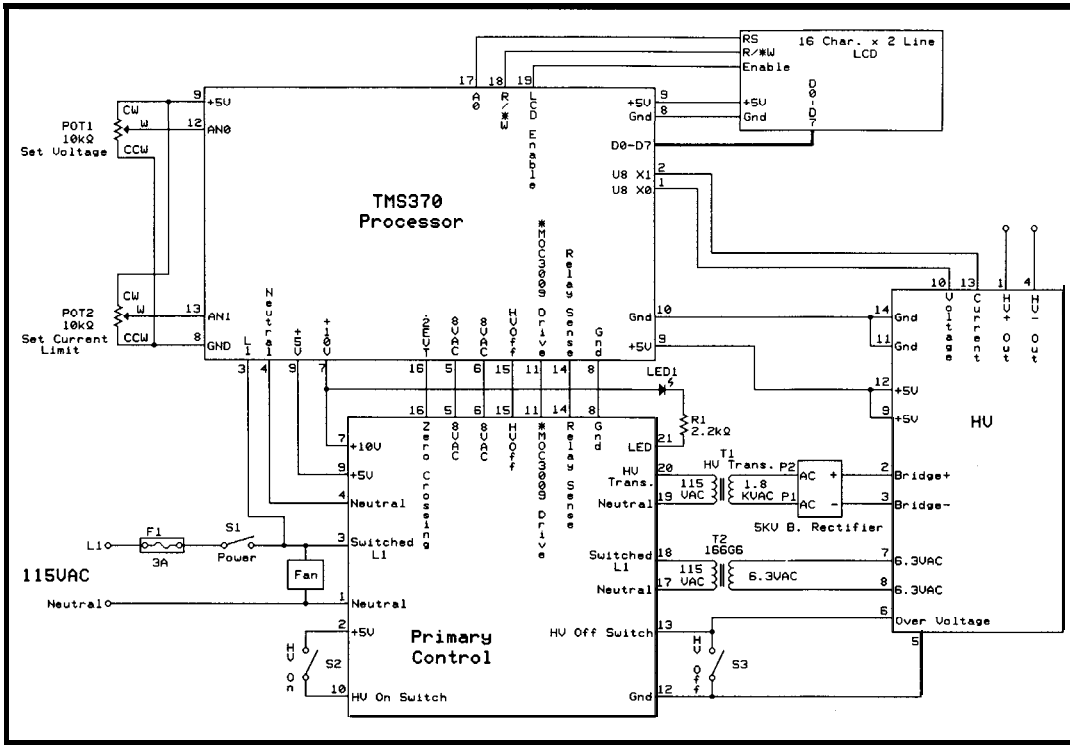 RS
R/*W
Enable
16 Char. x 2 Line
LCD
D0-D7
+5V
Gnd
17
18
19
A0
R/*W
LCD Enable
9
+5V
12
AN0
CW
W
CCW
POT1
10kΩ
Set Voltage
TMS370
Processor
+5V
9
Gnd
8
D0-D7
U8 X1
2
U8 X0
1
CW
W
CCW
POT2
10kΩ
Set Current
Limit
13
AN1
8
GND
L1
Neutral
+5V
+10V
2EVT
8VAC
8VAC
HVOff
*MOC3009 Drive
Relay Sense
Gnd
Gnd
10
+5V
9
3
4
9
7
16
5
6
15
11
14
8
LED1
R1
2.2kΩ
10
13
1
4
Voltage
Current
HV+ Out
HV- Out
14
Gnd
11
Gnd
12
+5V
9
+5V
HV
2
Bridge+
3
Bridge-
7
6.3VAC
8
6.3VAC
6
Over Voltage
5
16
5
6
15
11
14
8
Zero Crossing
8VAC
8VAC
HVOff
*MOC3009 Drive
Relay Sense
Gnd
7
+10V
9
+5V
4
Neutral
3
Switched
L1
1
Neutral
2
+5V
10
HV On Switch
Primary
Control
21
LED
20
HV
Trans.
19
Neutral
18
Switched
L1
17
Neutral
13
HV Off Switch
12
Gnd
T1
HV Trans.
P2
115
VAC
1.8
KVAC
P1
AC +
AC -
5KV B. Rectifier
T2
166G6
115
VAC
6.3VAC
L1
F1
3A
S1
Power
115VAC
Neutral
Fan
HV On
S2
HV Off
S3